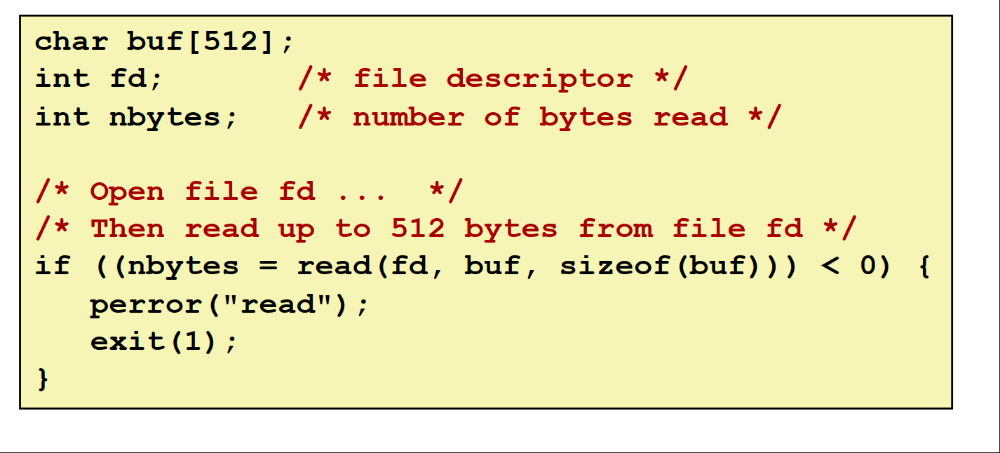 char buf[512];
int fd;       /* file descriptor */
int nbytes;   /* number of bytes read */
/* Open file fd ...  */
/* Then read up to 512 bytes from file fd */
if ((nbytes = read(fd, buf, sizeof(buf))) < 0) {
   perror("read");
   exit(1);
}